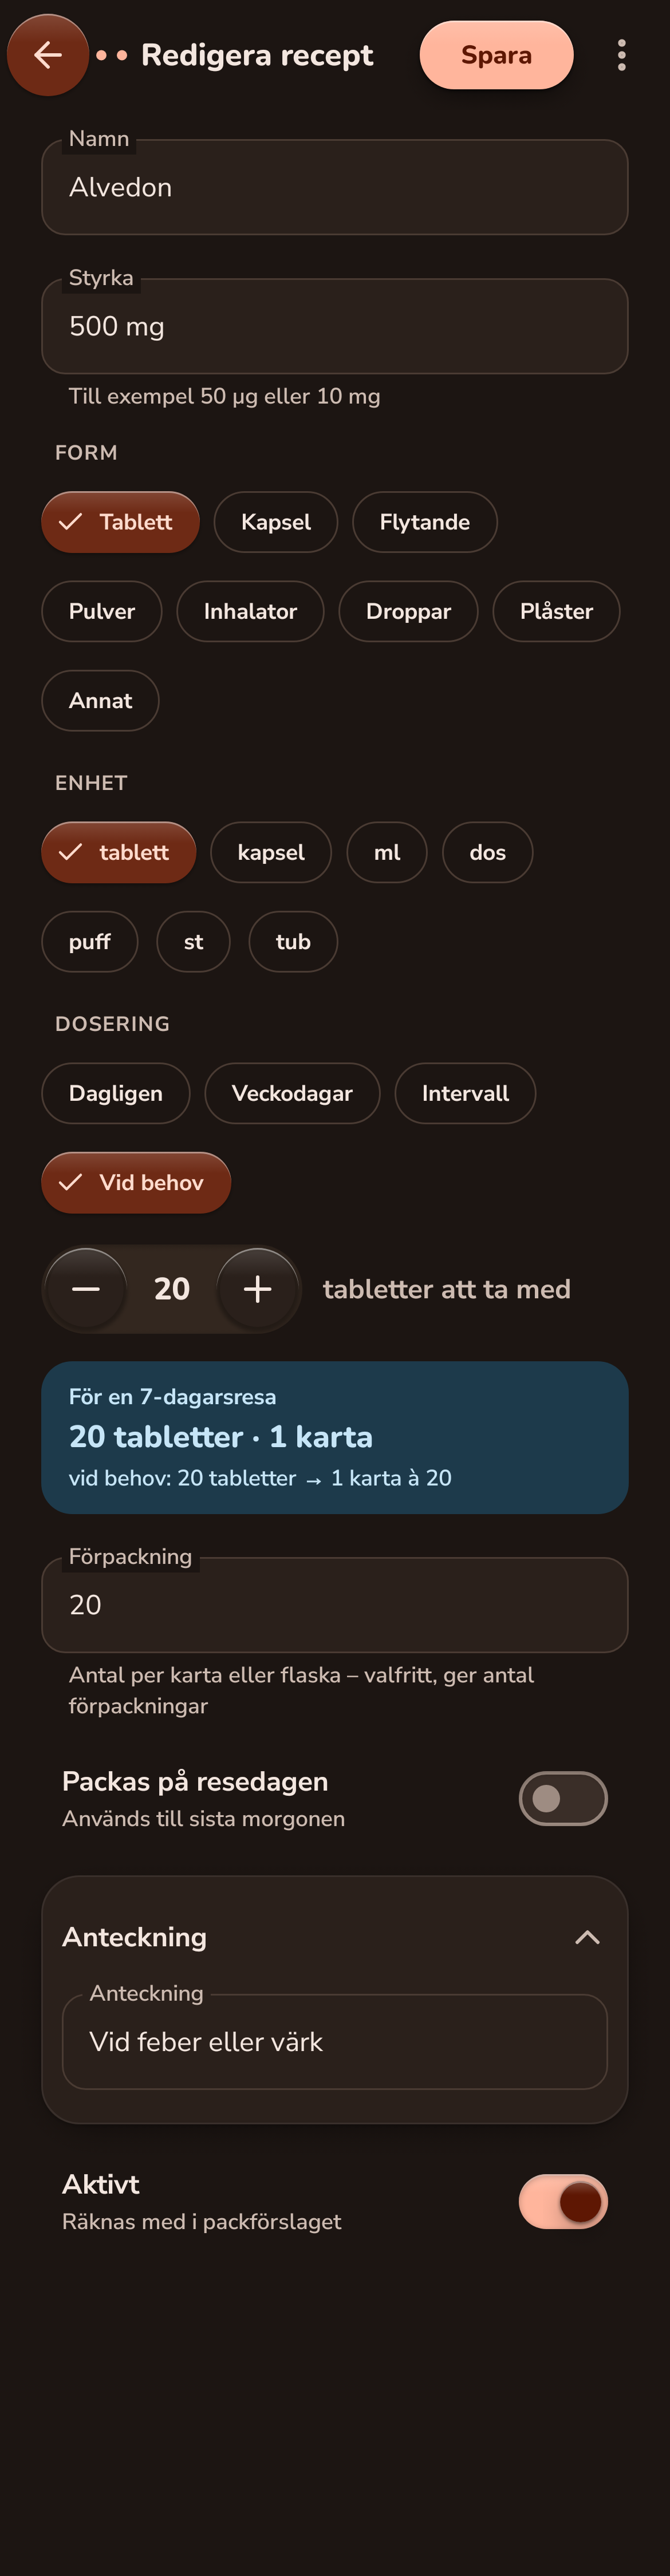 Redigera recept
Spara
Namn
Alvedon
Styrka
500 mg
Till exempel 50 µg eller 10 mg
FORM
Tablett
Kapsel
Flytande
Pulver
Inhalator
Droppar
Plåster
Annat
ENHET
tablett
kapsel
ml
dos
puff
st
tub
DOSERING
Dagligen
Veckodagar
Intervall
Vid behov
20
tabletter att ta med
För en 7-dagarsresa
20 tabletter · 1 karta
vid behov: 20 tabletter → 1 karta à 20
Förpackning
20
Antal per karta eller flaska – valfritt, ger antal
förpackningar
Packas på resedagen
Används till sista morgonen
Anteckning
Anteckning
Vid feber eller värk
Aktivt
Räknas med i packförslaget